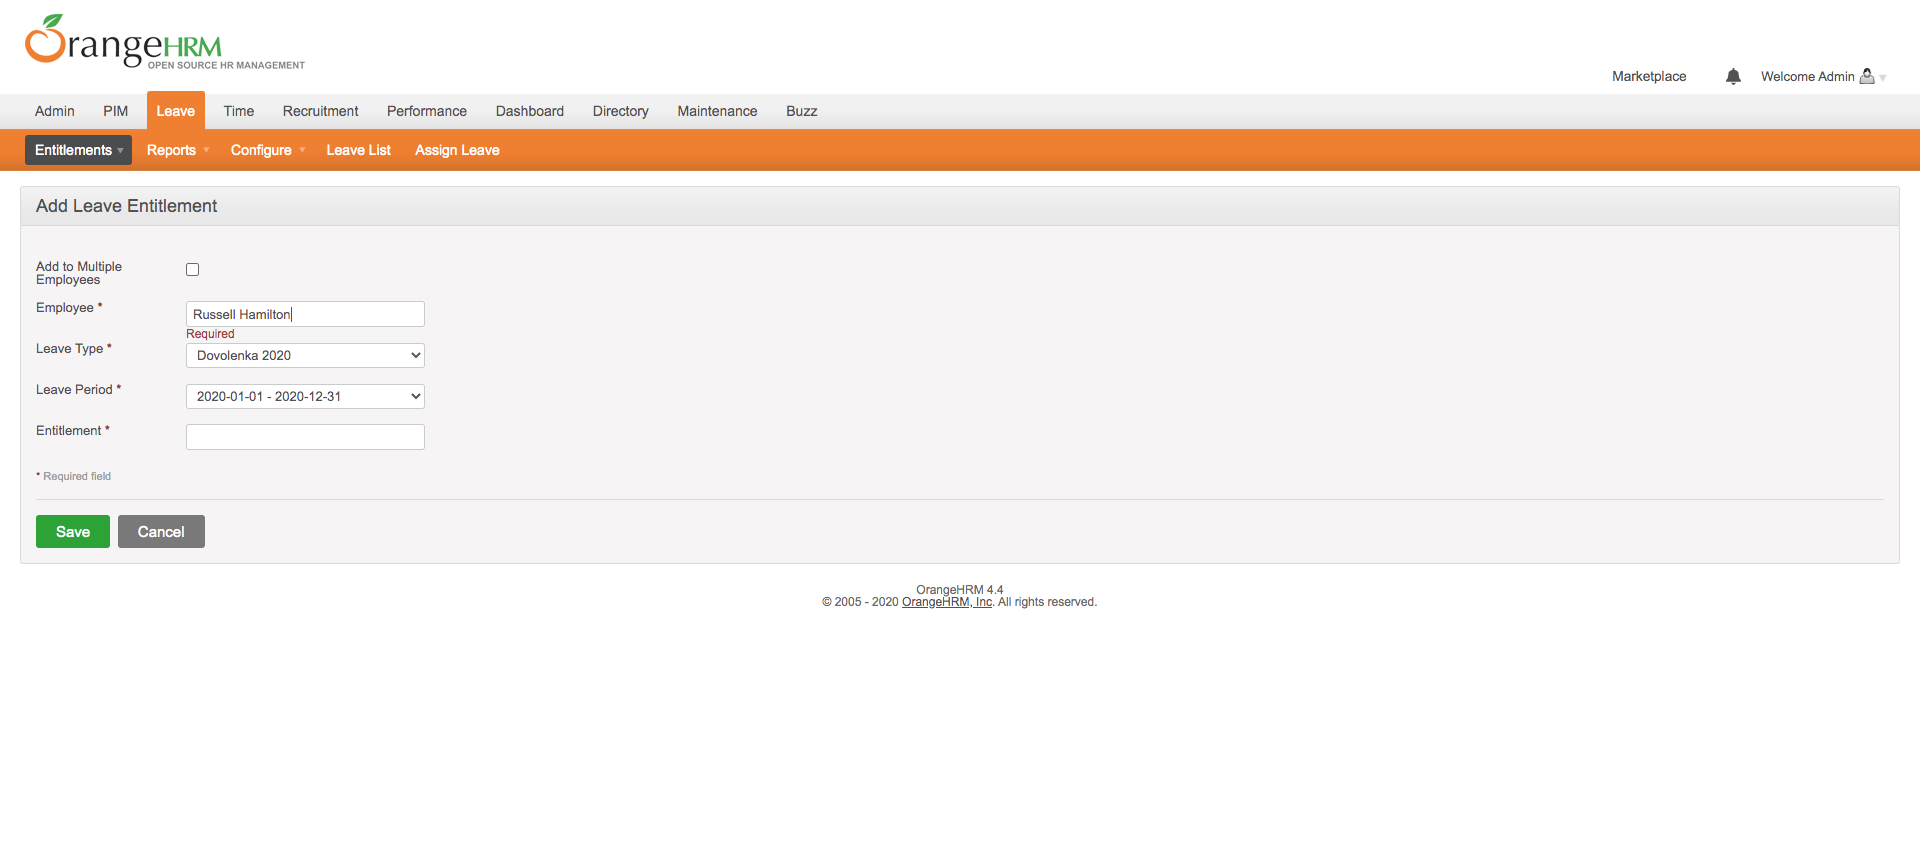 OrangeHRM
OPEN SOURCE HR MANAGEMENT
Marketplace
Welcome Admin
Admin
PIM
Leave
Time
Recruitment
Performance
Dashboard
Directory
Maintenance
Buzz
Entitlements
Reports
Configure
Leave List
Assign Leave
Add Leave Entitlement
Add to Multiple
Employees
Employee *
Russell Hamilton
Required
Leave Type *
Dovolenka 2020
Leave Period *
2020-01-01 - 2020-12-31
Entitlement *
* Required field
Save
Cancel
OrangeHRM 4.4
© 2005 - 2020 OrangeHRM, Inc. All rights reserved.